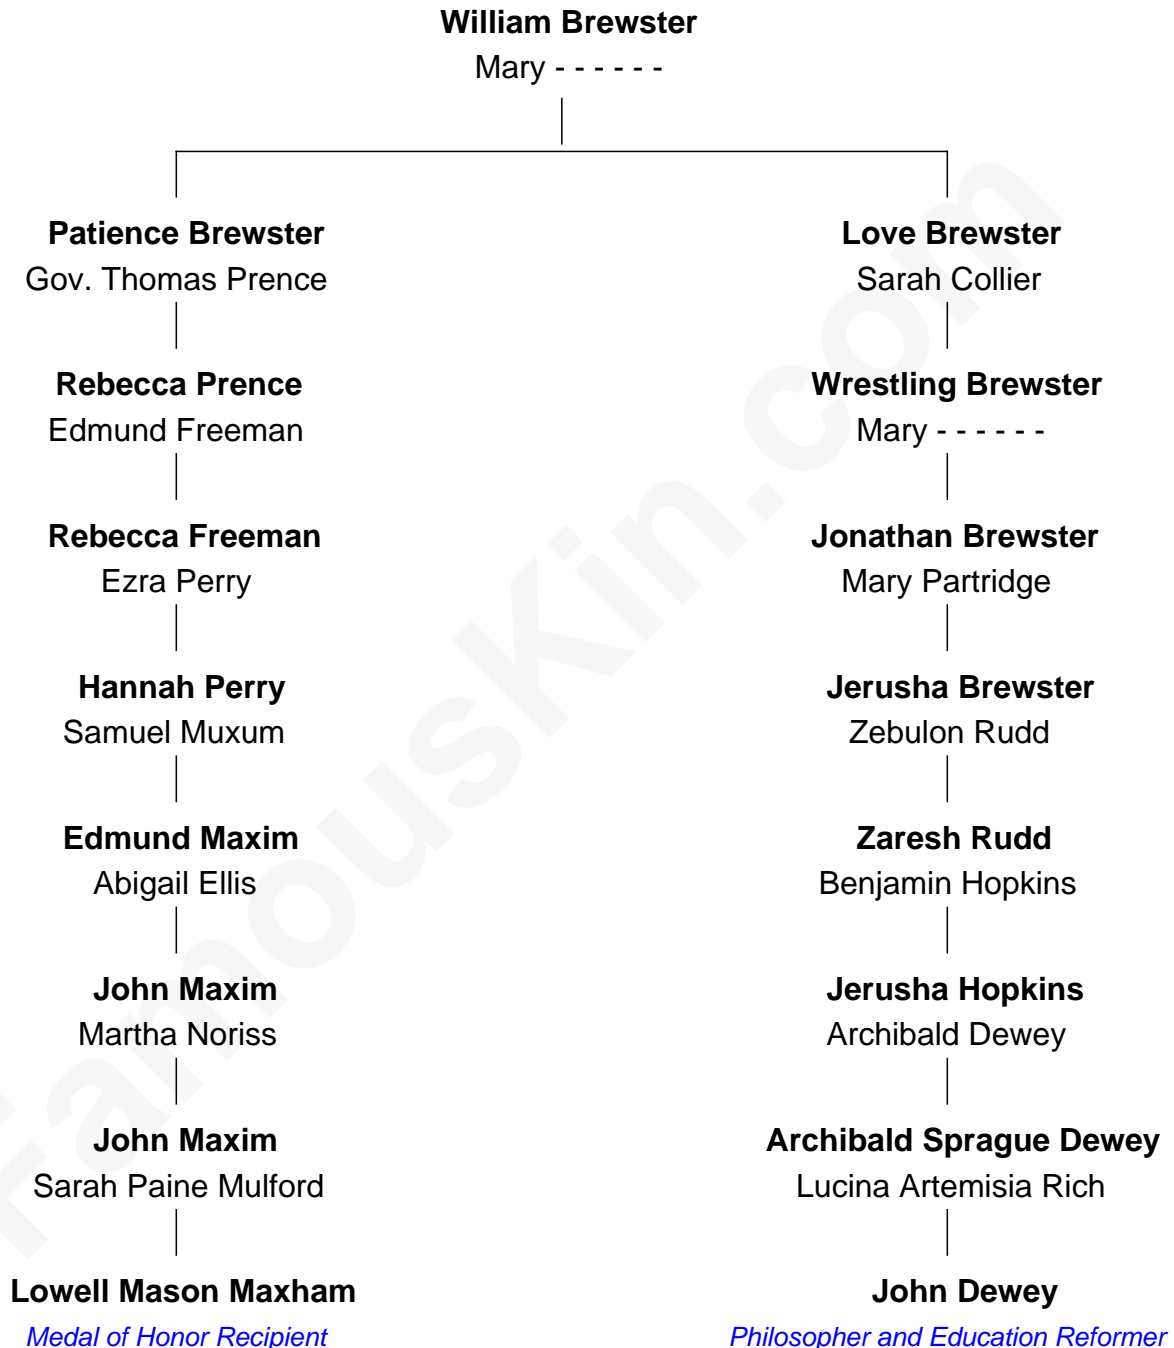 William Brewster
Mary - - - - - -
Patience Brewster
Gov. Thomas Prence
Love Brewster
Sarah Collier
Rebecca Prence
Edmund Freeman
Wrestling Brewster
Mary - - - - - -
Rebecca Freeman
Ezra Perry
Jonathan Brewster
Mary Partridge
Hannah Perry
Samuel Muxum
Jerusha Brewster
Zebulon Rudd
Edmund Maxim
Abigail Ellis
Zaresh Rudd
Benjamin Hopkins
John Maxim
Martha Noriss
Jerusha Hopkins
Archibald Dewey
John Maxim
Sarah Paine Mulford
Archibald Sprague Dewey
Lucina Artemisia Rich
Lowell Mason Maxham
Medal of Honor Recipient
John Dewey
Philosopher and Education Reformer
FamousKin.com